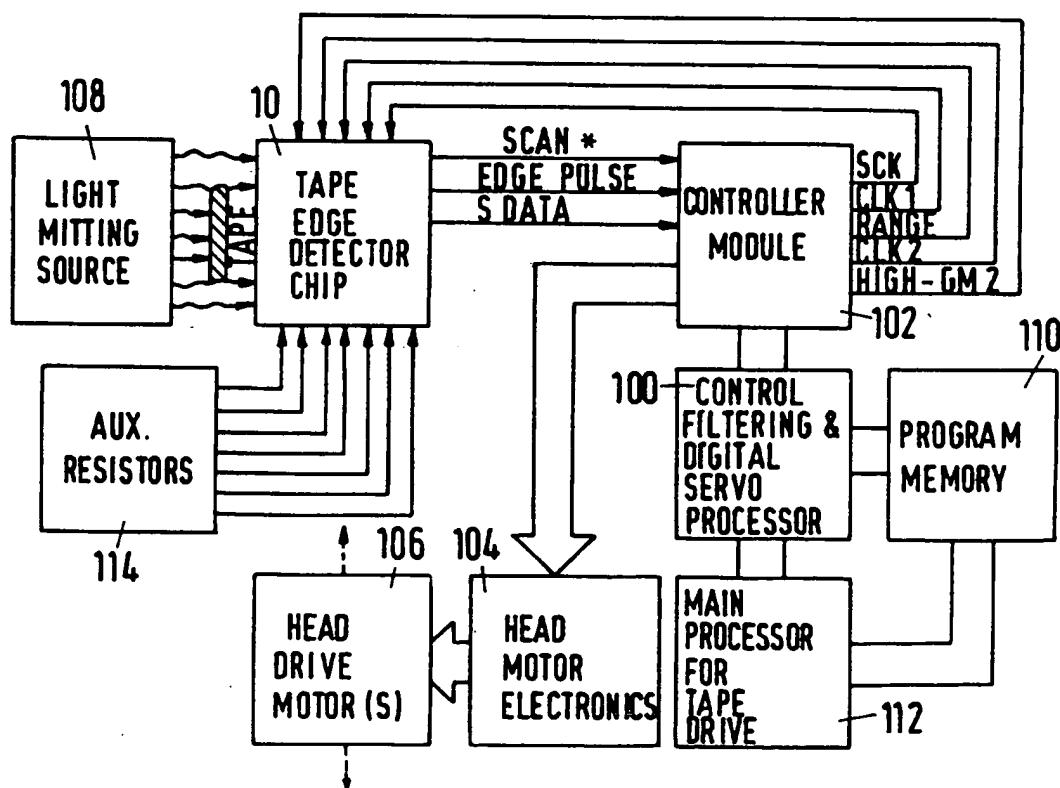 108
LIGHT
MITTING
SOURCE
TAPE
10
TAPE
EDGE
DETECTOR
CHIP
SCAN *
EDGE PULSE
S DATA
CONTROLLER
MODULE
SCK
CLK1
RANGE
CLK2
HIGH-GM2
102
AUX.
RESISTORS
114
100
CONTROL
FILTERING &
DIGITAL
SERVO
PROCESSOR
110
PROGRAM
MEMORY
106
HEAD
DRIVE
MOTOR(S)
104
HEAD
MOTOR
ELECTRONICS
MAIN
PROCESSOR
FOR
TAPE
DRIVE
112